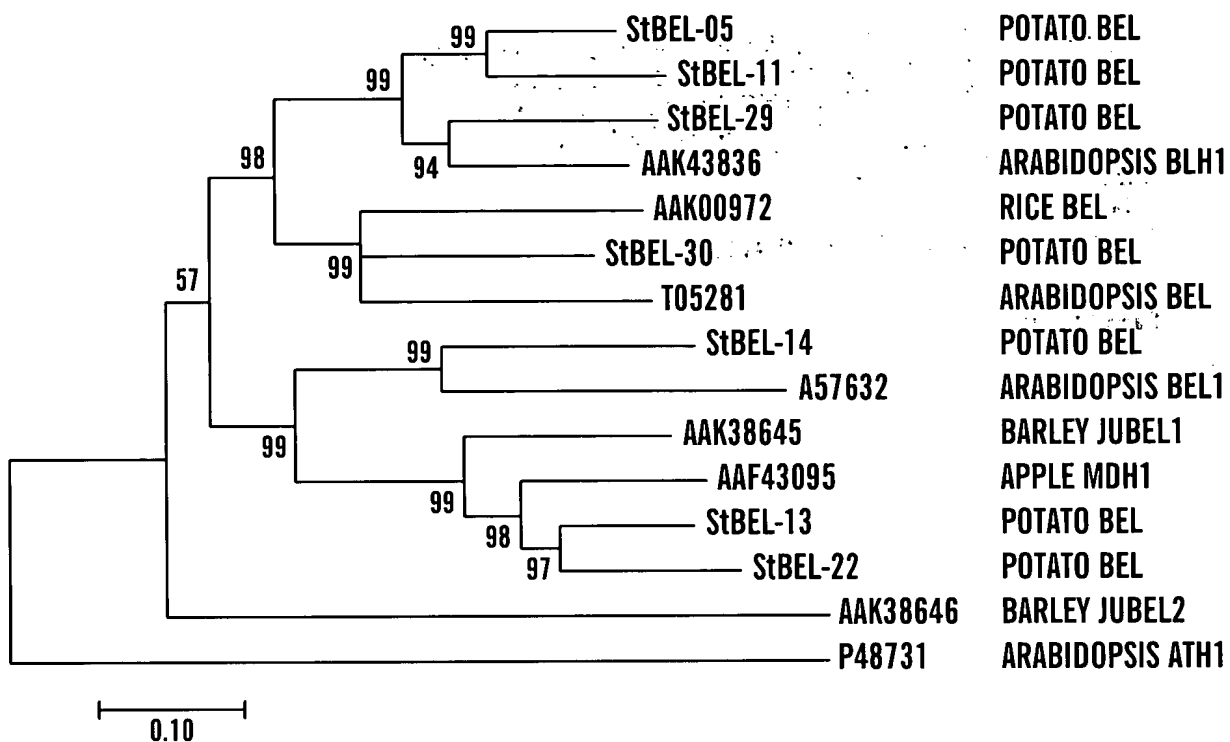 99 StBEL-05 POTATO BEL
StBEL-11 POTATO BEL
99
StBEL-29 POTATO BEL
94 AAK43836 ARABIDOPSIS BLH1
98
AAK00972 RICE BEL
StBEL-30 POTATO BEL
99
57
T05281 ARABIDOPSIS BEL
StBEL-14 POTATO BEL
99
A57632 ARABIDOPSIS BEL1
AAK38645 BARLEY JUBEL1
99
AAF43095 APPLE MDH1
99
StBEL-13 POTATO BEL
98
StBEL-22 POTATO BEL
97
AAK38646 BARLEY JUBEL2
P48731 ARABIDOPSIS ATH1
0.10